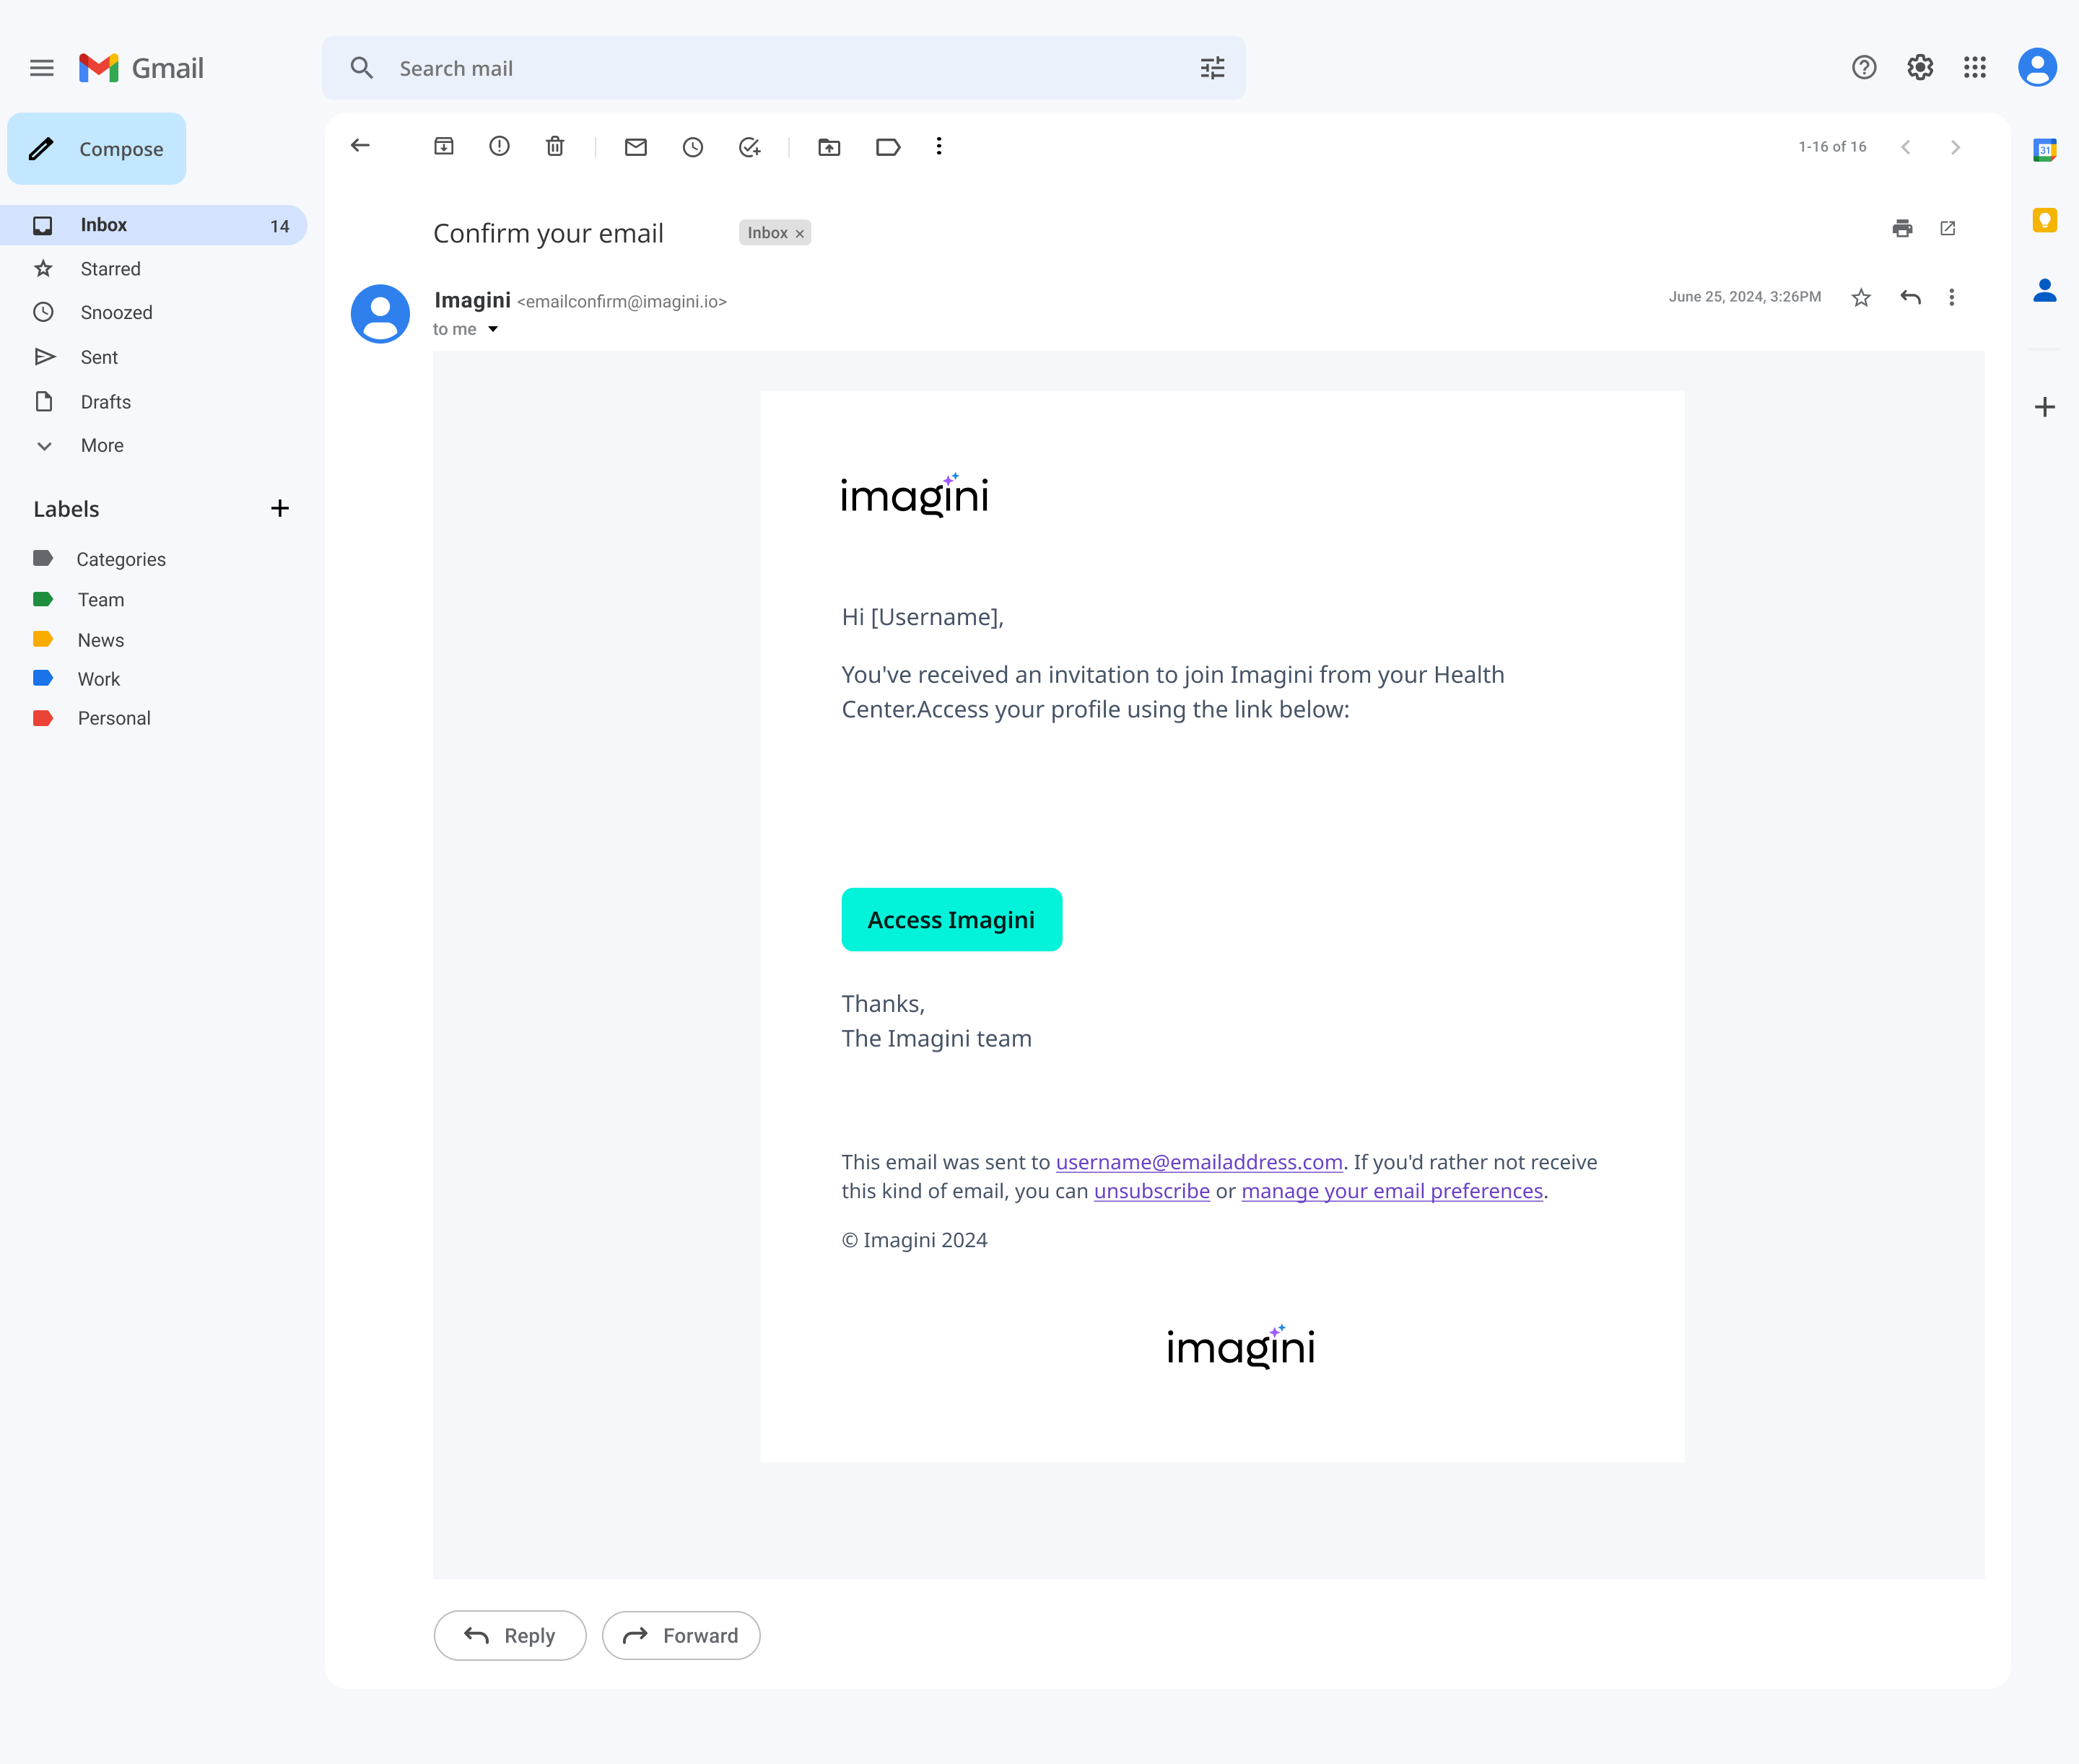 Gmail
Search mail
Compose
1-16 of 16
31
Inbox 14
Starred
Snoozed
Sent
Drafts
More
Labels
Categories
Team
News
Work
Personal
Confirm your email
Inbox ×
Imagini <emailconfirm@imagini.io>
June 25, 2024, 3:26PM
to me
imagini
Hi [Username],
You've received an invitation to join Imagini from your Health
Center.Access your profile using the link below:
Access Imagini
Thanks,
The Imagini team
This email was sent to username@emailaddress.com. If you'd rather not receive
this kind of email, you can unsubscribe or manage your email preferences.
© Imagini 2024
imagini
Reply
Forward